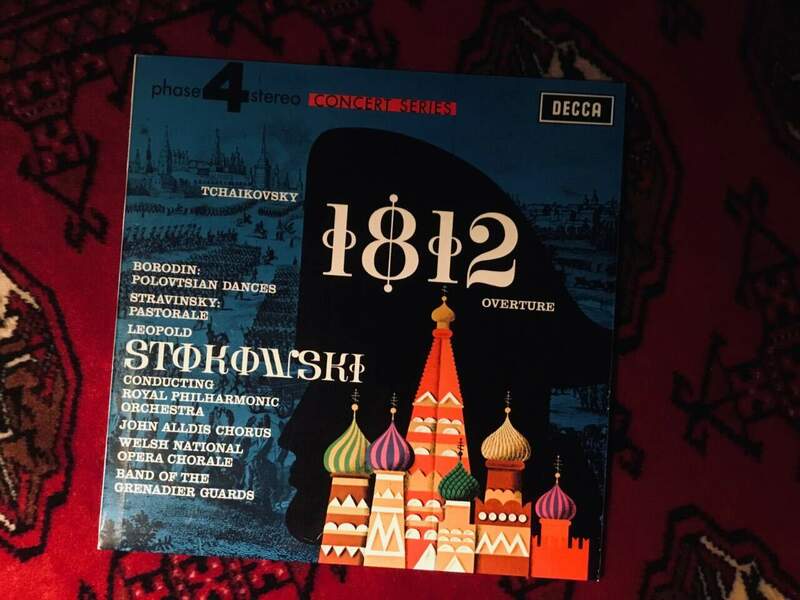 phase 4 stereo CONCERT SERIES
DECCA
TCHAIKOVSKY
1812
OVERTURE
BORODIN:
POLOVTSIAN DANCES
STRAVINSKY:
PASTORALE
LEOPOLD
STOKOWSKI
CONDUCTING
ROYAL PHILHARMONIC
ORCHESTRA
JOHN ALLDIS CHORUS
WELSH NATIONAL
OPERA CHORALE
BAND OF THE
GRENADIER GUARDS